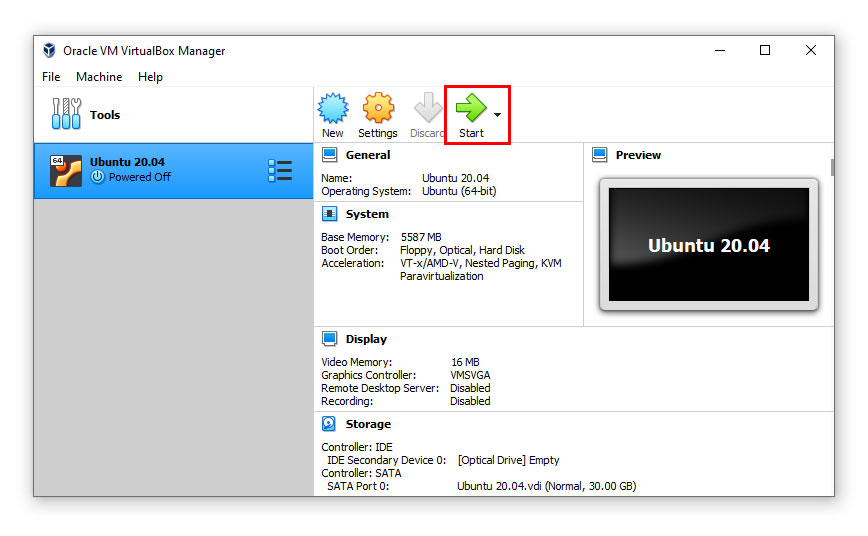 Oracle VM VirtualBox Manager
File Machine Help
Tools
New Settings Discard Start
64
Ubuntu 20.04
Powered Off
General
Name: Ubuntu 20.04
Operating System: Ubuntu (64-bit)
System
Base Memory: 5587 MB
Boot Order: Floppy, Optical, Hard Disk
Acceleration: VT-x/AMD-V, Nested Paging, KVM
Paravirtualization
Preview
Ubuntu 20.04
Display
Video Memory: 16 MB
Graphics Controller: VMSVGA
Remote Desktop Server: Disabled
Recording: Disabled
Storage
Controller: IDE
IDE Secondary Device 0: [Optical Drive] Empty
Controller: SATA
SATA Port 0: Ubuntu 20.04.vdi (Normal, 30.00 GB)